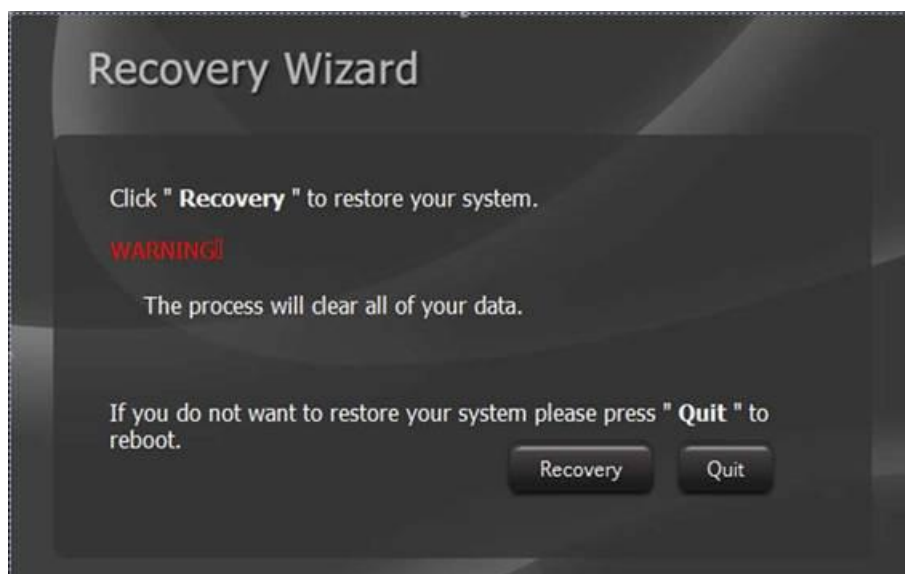 Recovery Wizard
Click " Recovery " to restore your system.
WARNING▯
The process will clear all of your data.
If you do not want to restore your system please press " Quit " to
reboot.
Recovery
Quit